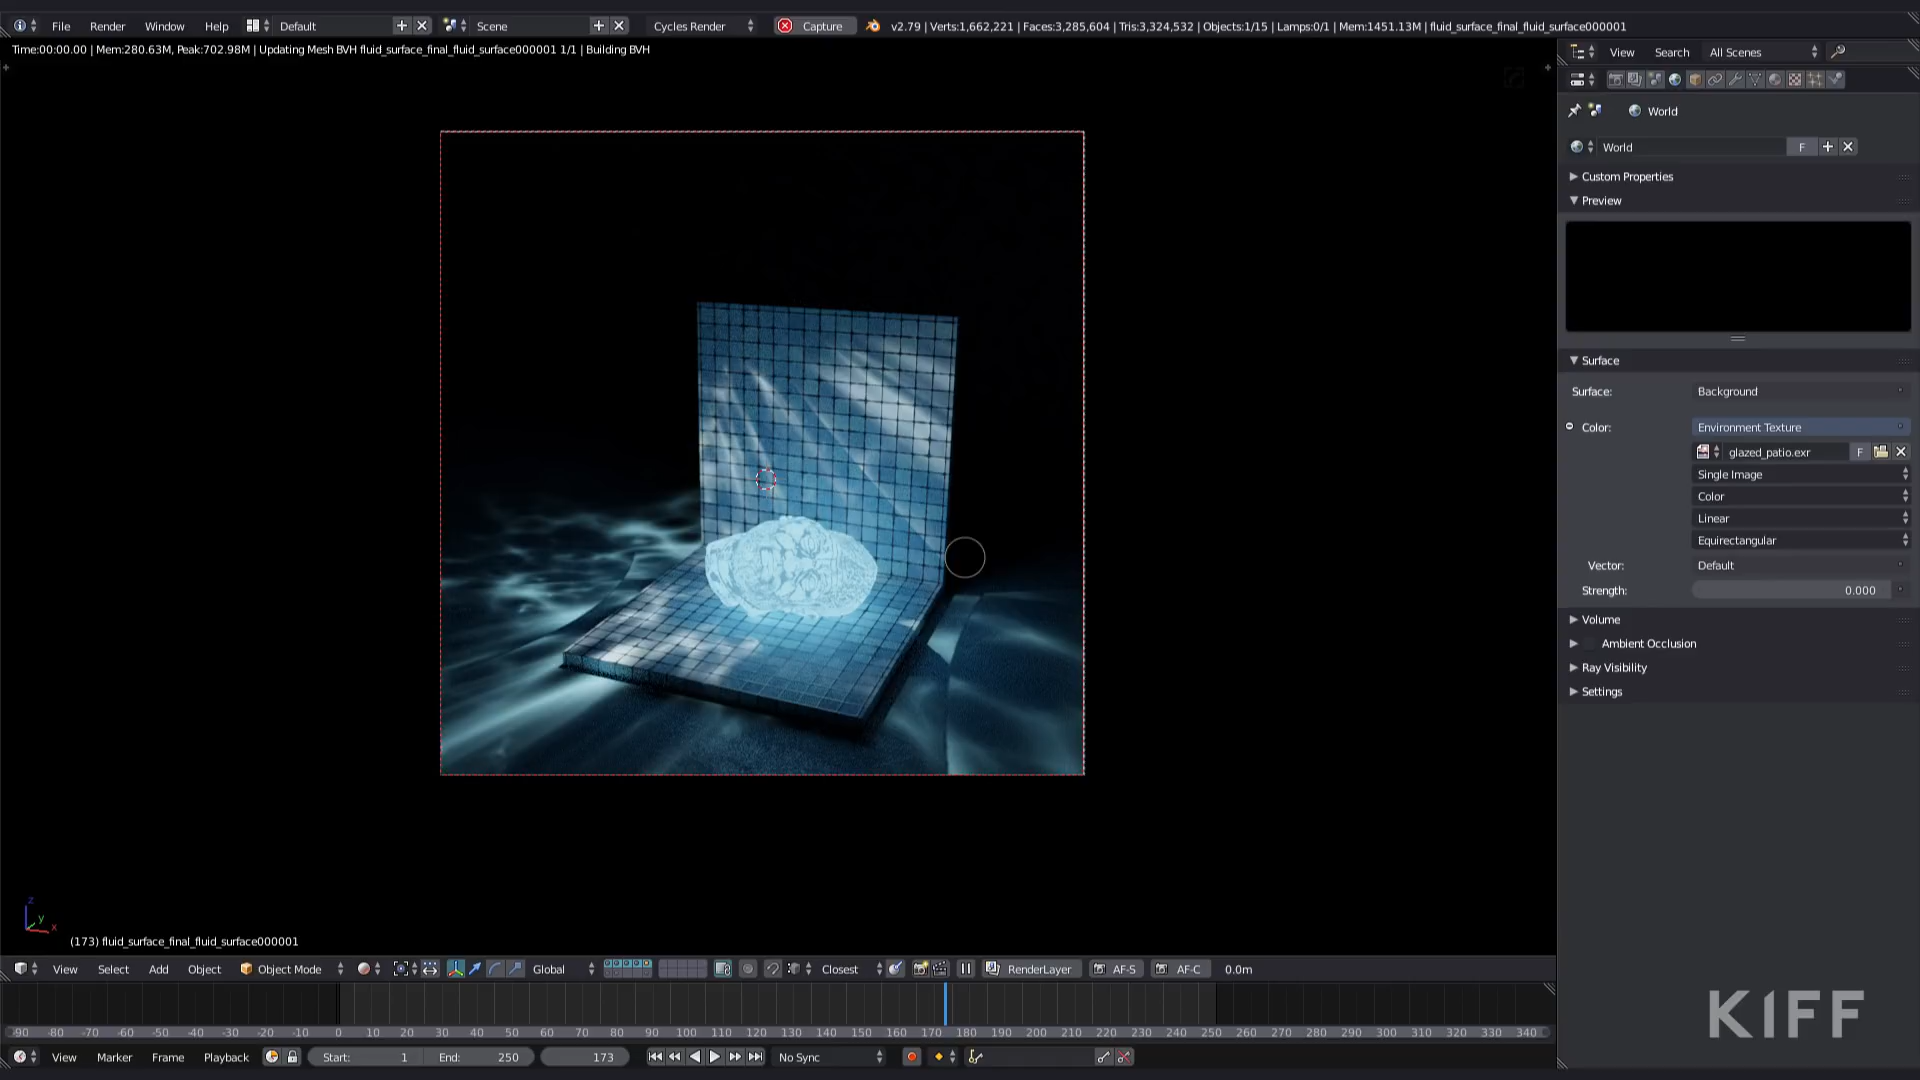 File Render Window Help Default Scene Cycles Render Capture v2.79 | Verts:1,662,221 | Faces:3,285,604 | Tris:3,324,532 | Objects:1/15 | Lamps:0/1 | Mem:1451.13M | fluid_surface_final_fluid_surface000001
Time:00:00.00 | Mem:280.63M, Peak:702.98M | Updating Mesh BVH fluid_surface_final_fluid_surface000001 1/1 | Building BVH
View Search All Scenes
World
World F
Custom Properties
Preview
Surface
Surface: Background
Color: Environment Texture
glazed_patio.exr F
Single Image
Color
Linear
Equirectangular
Vector: Default
Strength: 0.000
Volume
Ambient Occlusion
Ray Visibility
Settings
z
y
x
(173) fluid_surface_final_fluid_surface000001
View Select Add Object Object Mode Global Closest RenderLayer AF-S AF-C 0.0m
-90 -80 -70 -60 -50 -40 -30 -20 -10 0 10 20 30 40 50 60 70 80 90 100 110 120 130 140 150 160 170 180 190 200 210 220 230 240 250 260 270 280 290 300 310 320 330 340
View Marker Frame Playback Start: 1 End: 250 173 No Sync
KIFF